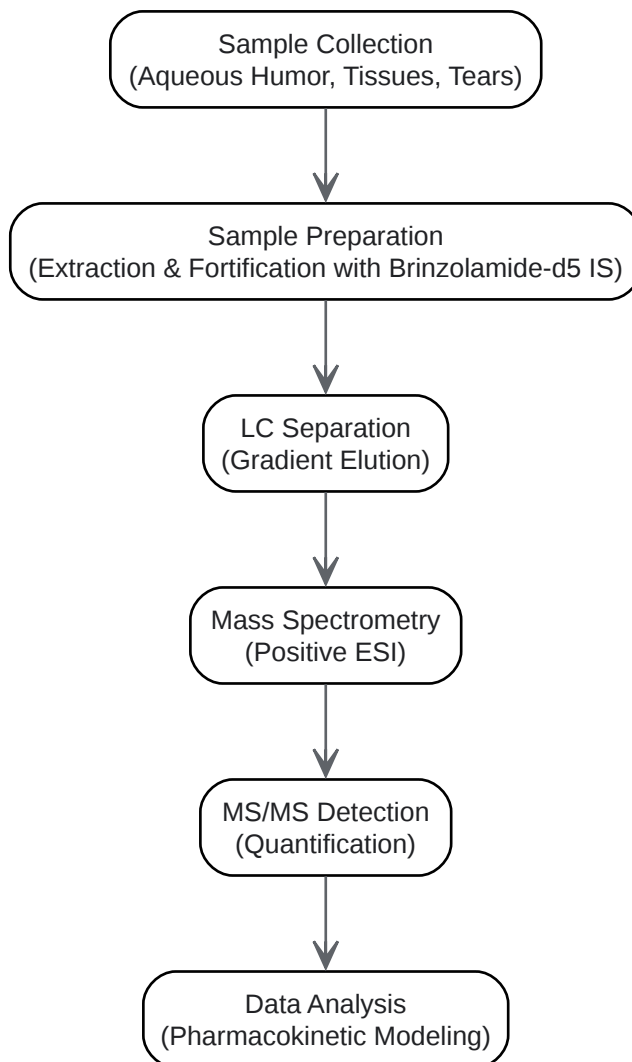 Sample Collection
(Aqueous Humor, Tissues, Tears)
Sample Preparation
(Extraction & Fortification with Brinzolamide-d5 IS)
LC Separation
(Gradient Elution)
Mass Spectrometry
(Positive ESI)
MS/MS Detection
(Quantification)
Data Analysis
(Pharmacokinetic Modeling)